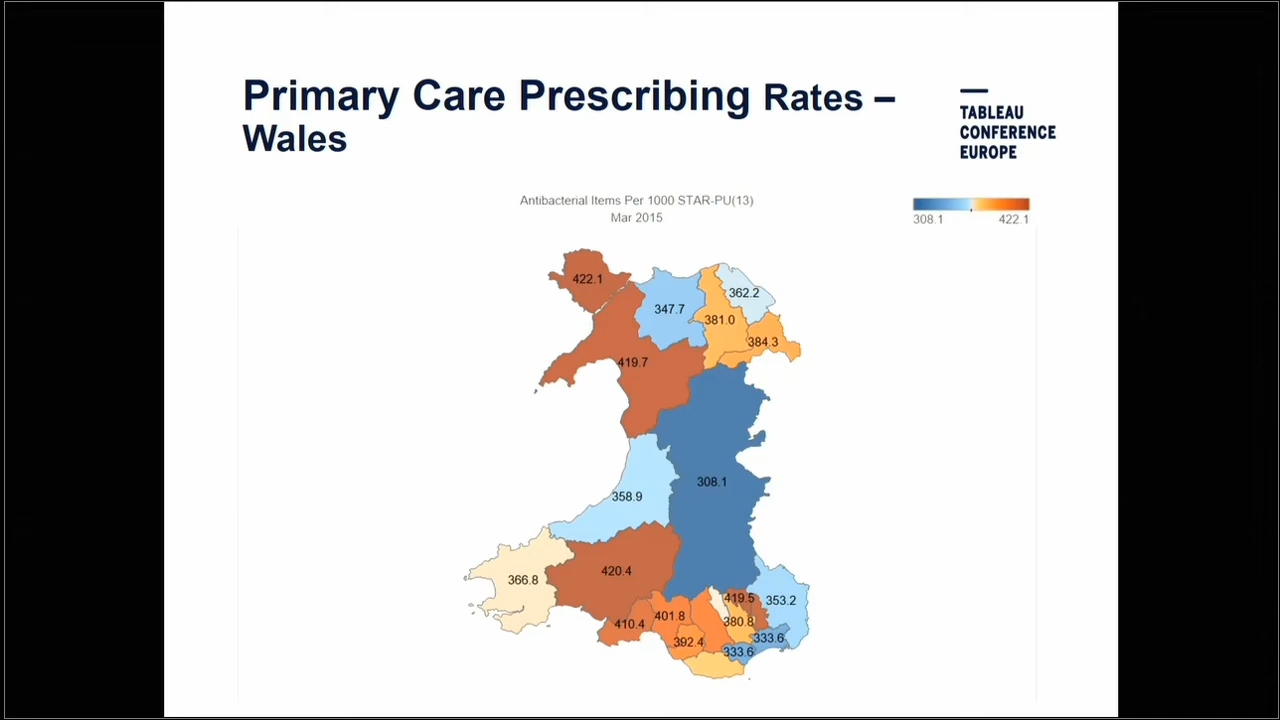 Primary Care Prescribing Rates –
Wales
TABLEAU
CONFERENCE
EUROPE
Antibacterial Items Per 1000 STAR-PU(13)
Mar 2015
308.1
422.1
422.1
347.7
362.2
381.0
384.3
419.7
308.1
358.9
366.8
420.4
419.5
353.2
401.8
410.4
380.8
333.6
392.4
333.6